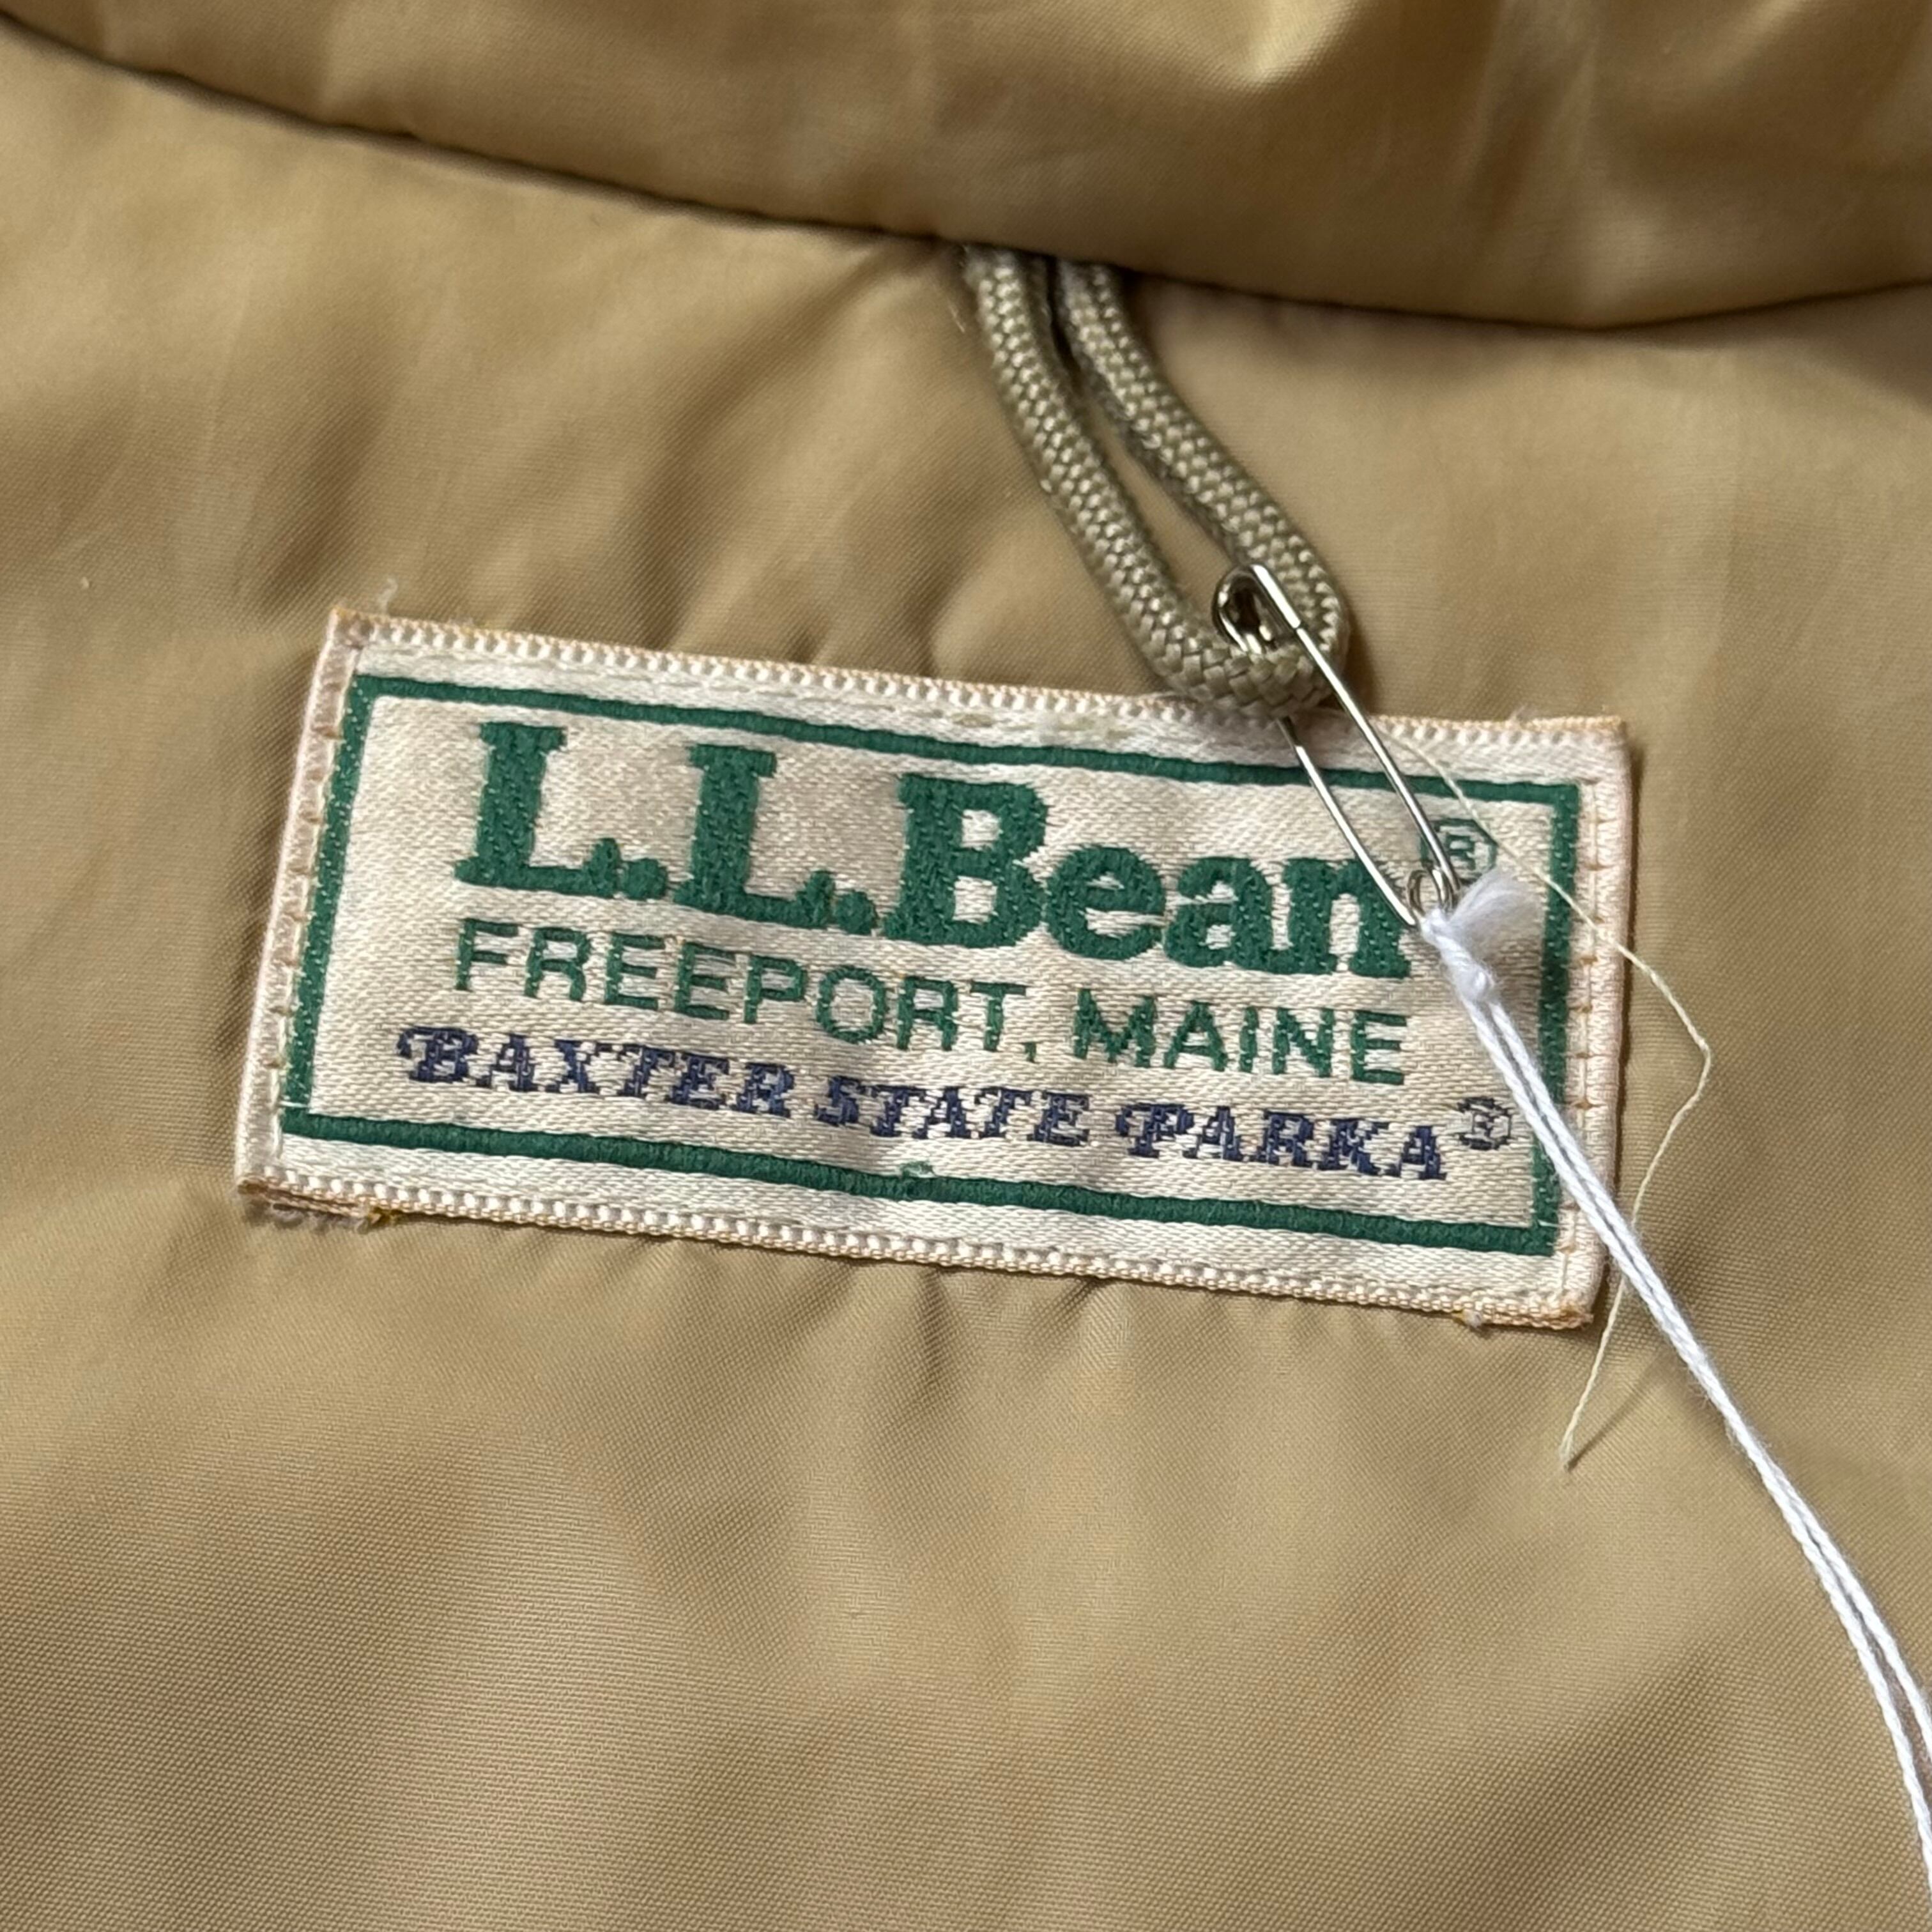 L.L.Bean®
FREEPORT, MAINE
BAXTER STATE PARKA®